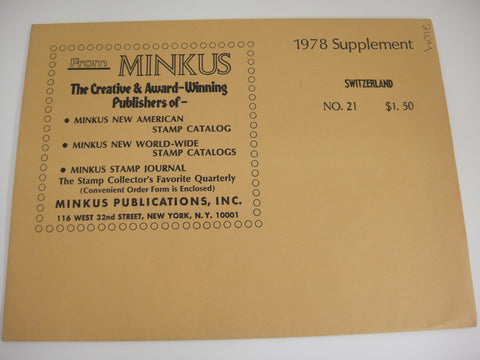 From MINKUS
The Creative & Award-Winning
Publishers of-
• MINKUS NEW AMERICAN
STAMP CATALOG
• MINKUS NEW WORLD-WIDE
STAMP CATALOGS
• MINKUS STAMP JOURNAL
The Stamp Collector's Favorite Quarterly
(Convenient Order Form is Enclosed)
MINKUS PUBLICATIONS, INC.
116 WEST 32nd STREET, NEW YORK, N.Y. 10001
1978 Supplement
SWITZERLAND
NO. 21 $1.50